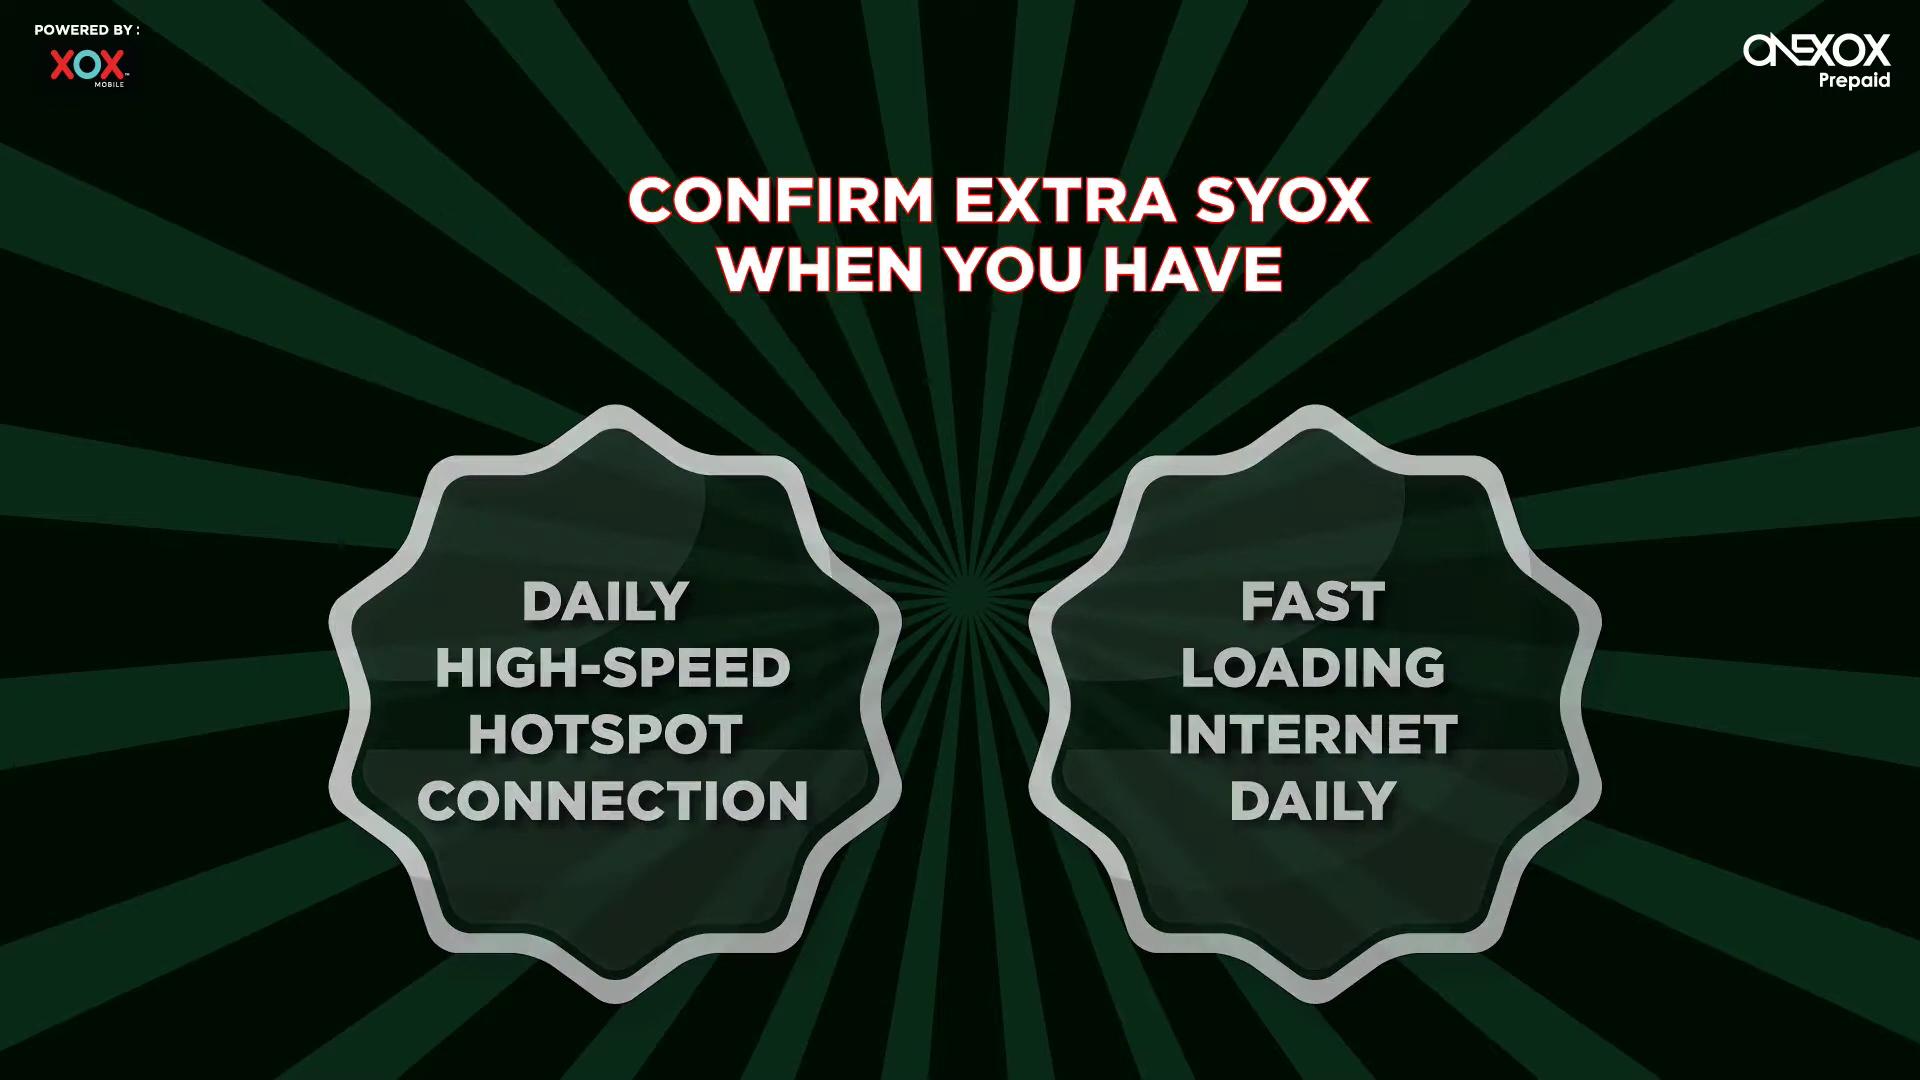 POWERED BY :
XOX
MOBILE
ONEXOX
Prepaid
CONFIRM EXTRA SYOX
WHEN YOU HAVE
DAILY
HIGH-SPEED
HOTSPOT
CONNECTION
FAST
LOADING
INTERNET
DAILY